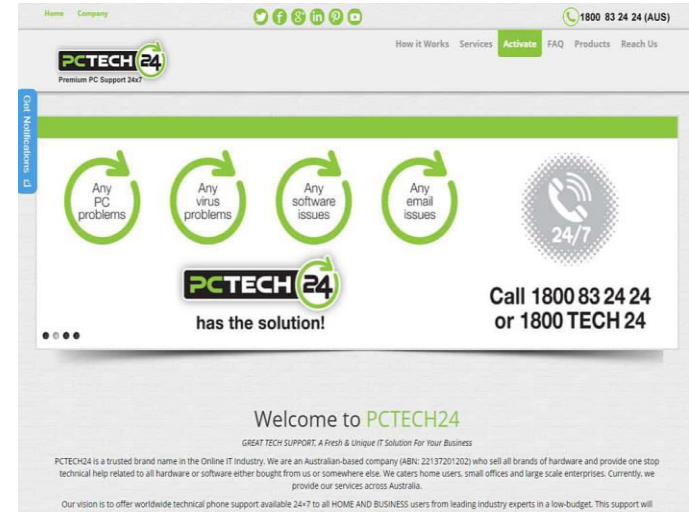 Home Company
1800 83 24 24 (AUS)
PCTECH 24
Premium PC Support 24x7
How it Works Services Activate FAQ Products Reach Us
Get Notifications
Any PC problems
Any virus problems
Any software issues
Any email issues
24/7
PCTECH 24
has the solution!
Call 1800 83 24 24
or 1800 TECH 24
Welcome to PCTECH24
GREAT TECH SUPPORT, A Fresh & Unique IT Solution For Your Business
PCTECH24 is a trusted brand name in the Online IT Industry. We are an Australian-based company (ABN: 22137201202) who sell all brands of hardware and provide one stop
technical help related to all hardware or software either bought from us or somewhere else. We caters home users, small offices and large scale enterprises. Currently, we
provide our services across Australia.
Our vision is to offer worldwide technical phone support available 24×7 to all HOME AND BUSINESS users from leading industry experts in a low-budget. This support will